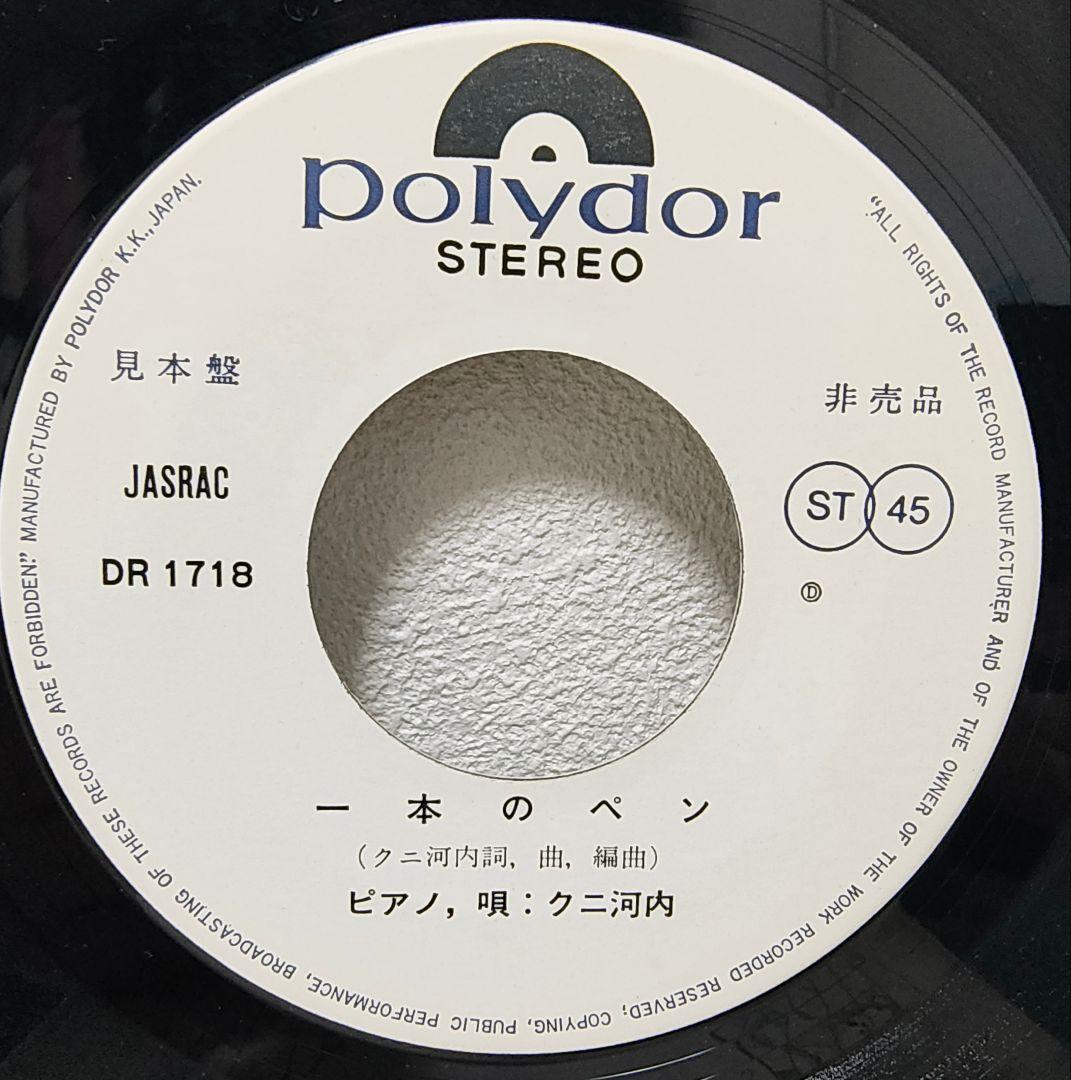 polydor
STEREO
見本盤
非売品
JASRAC
ST 45
DR 1718
Ⓓ
一本のペン
(クニ河内詞, 曲, 編曲)
ピアノ, 唄:クニ河内
"ALL RIGHTS OF THE RECORD MANUFACTURER AND OF THE OWNER OF THE WORK RECORDED RESERVED; COPYING, PUBLIC PERFORMANCE, BROADCASTING OF THESE RECORDS ARE FORBIDDEN." MANUFACTURED BY POLYDOR K.K., JAPAN.